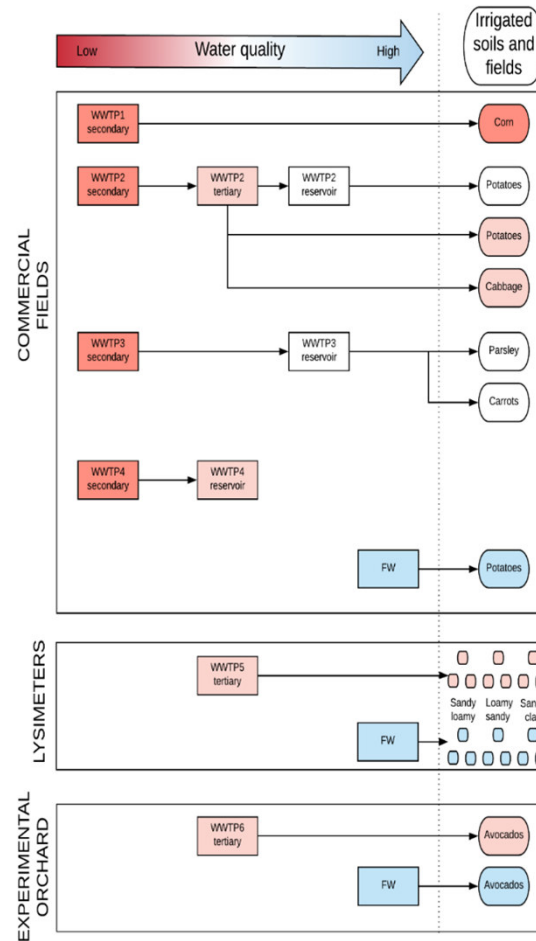 Low Water quality High
Irrigated
soils and
fields
COMMERCIAL
FIELDS
WWTP1
secondary
Corn
WWTP2
secondary
WWTP2
tertiary
WWTP2
reservoir
Potatoes
Potatoes
Cabbage
WWTP3
secondary
WWTP3
reservoir
Parsley
Carrots
WWTP4
secondary
WWTP4
reservoir
FW
Potatoes
LYSIMETERS
WWTP5
tertiary
Sandy
loamy
Loamy
sandy
San
cla
FW
EXPERIMENTAL
ORCHARD
WWTP6
tertiary
Avocados
FW
Avocados